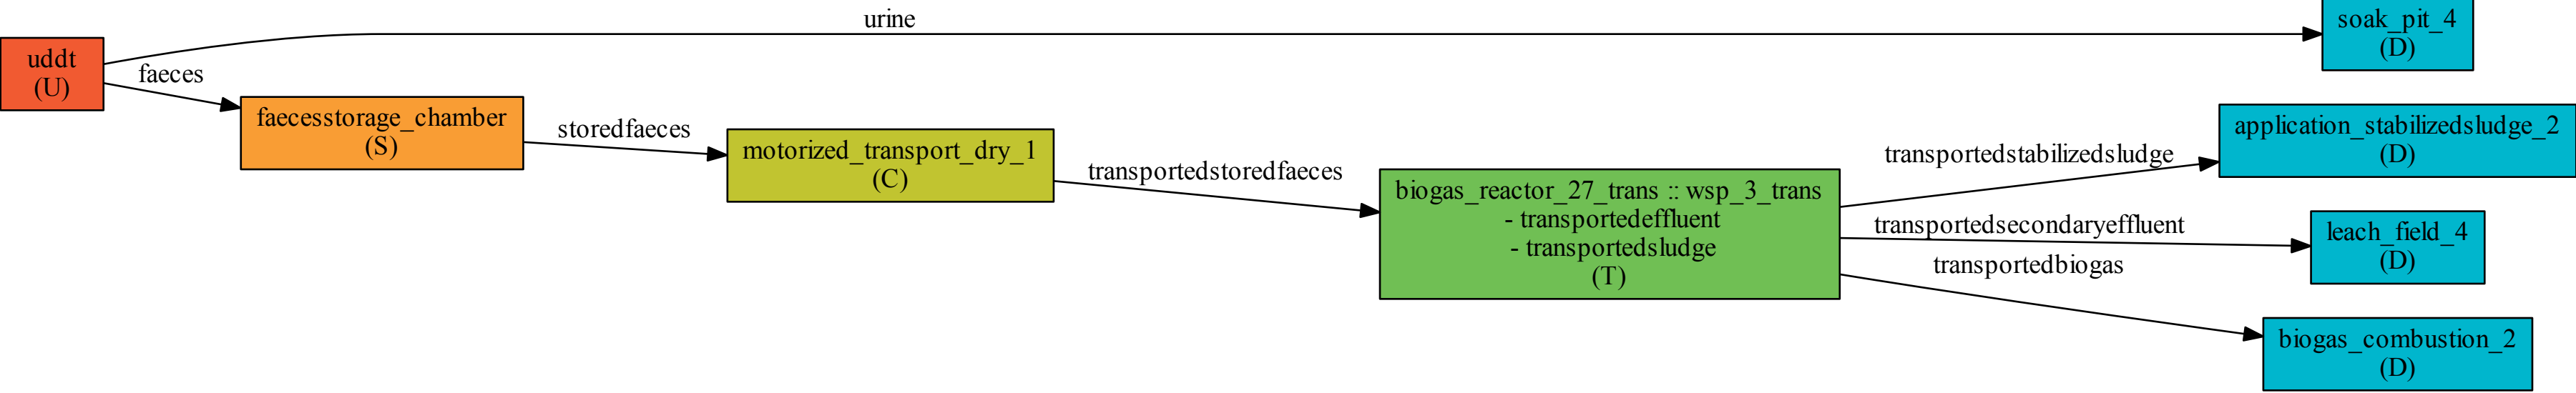 urine
soak_pit_4
(D)
uddt
(U)
faeces
faecesstorage_chamber
(S)
storedfaeces
motorized_transport_dry_1
(C)
transportedstoredfaeces
biogas_reactor_27_trans :: wsp_3_trans
- transportedeffluent
- transportedsludge
(T)
transportedstabilizedsludge
application_stabilizedsludge_2
(D)
transportedsecondaryeffluent
leach_field_4
(D)
transportedbiogas
biogas_combustion_2
(D)